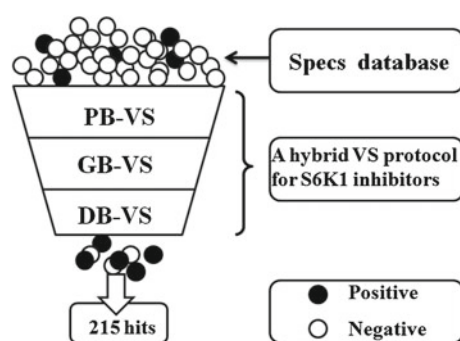 Specs database
PB-VS
GB-VS
DB-VS
A hybrid VS protocol
for S6K1 inhibitors
215 hits
Positive
Negative